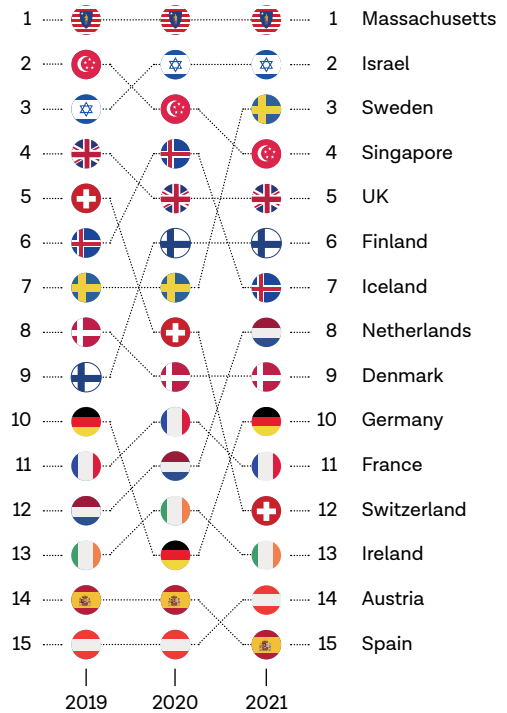 1 1 Massachusetts
2 2 Israel
3 3 Sweden
4 4 Singapore
5 5 UK
6 6 Finland
7 7 Iceland
8 8 Netherlands
9 9 Denmark
10 10 Germany
11 11 France
12 12 Switzerland
13 13 Ireland
14 14 Austria
15 15 Spain
2019 2020 2021